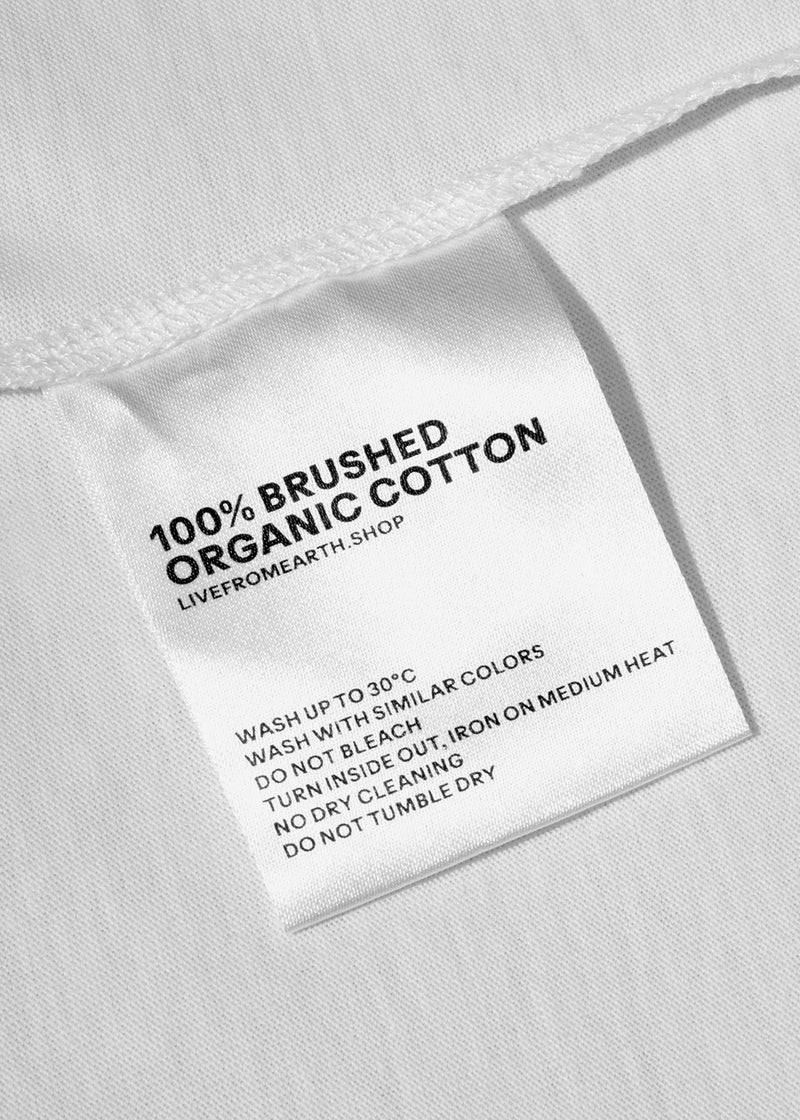 100% BRUSHED
ORGANIC COTTON
LIVEFROMEARTH.SHOP
WASH UP TO 30°C
WASH WITH SIMILAR COLORS
DO NOT BLEACH
TURN INSIDE OUT, IRON ON MEDIUM HEAT
NO DRY CLEANING
DO NOT TUMBLE DRY